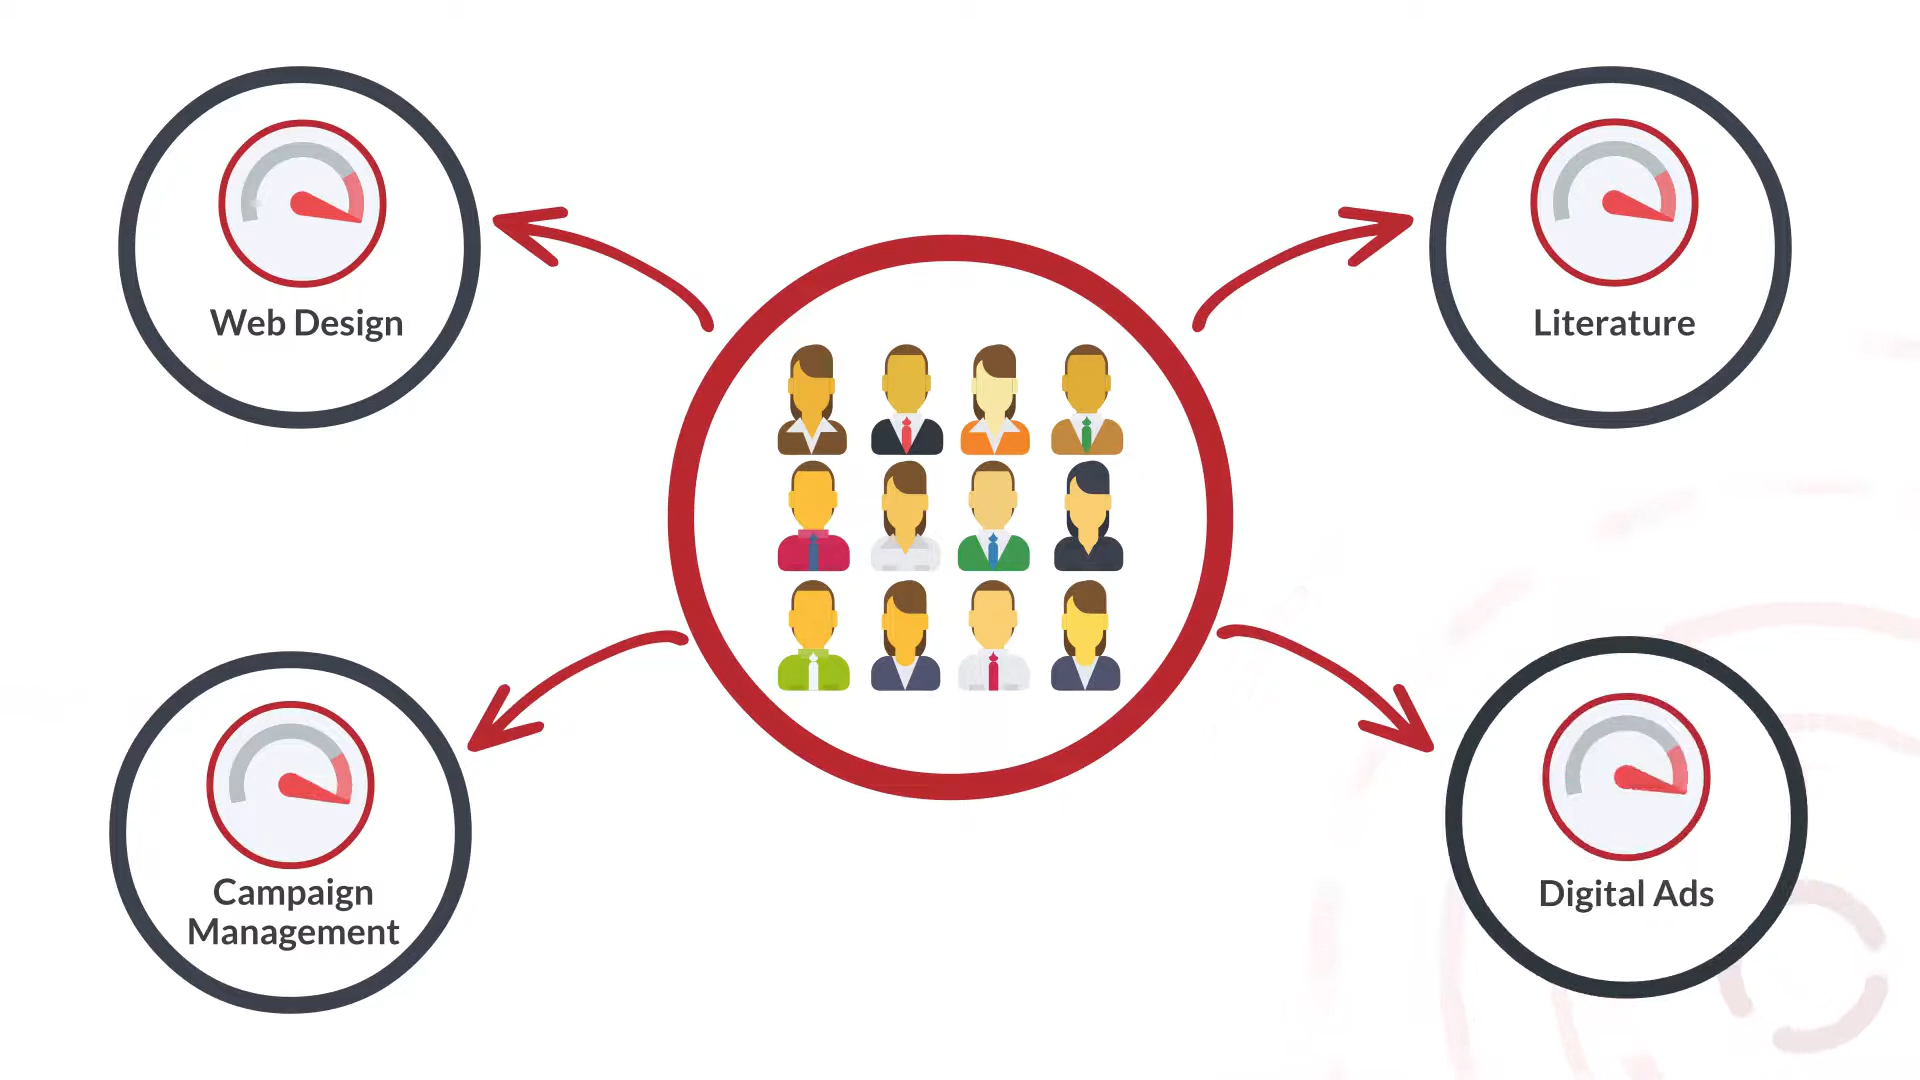 Web Design
Literature
Campaign
Management
Digital Ads